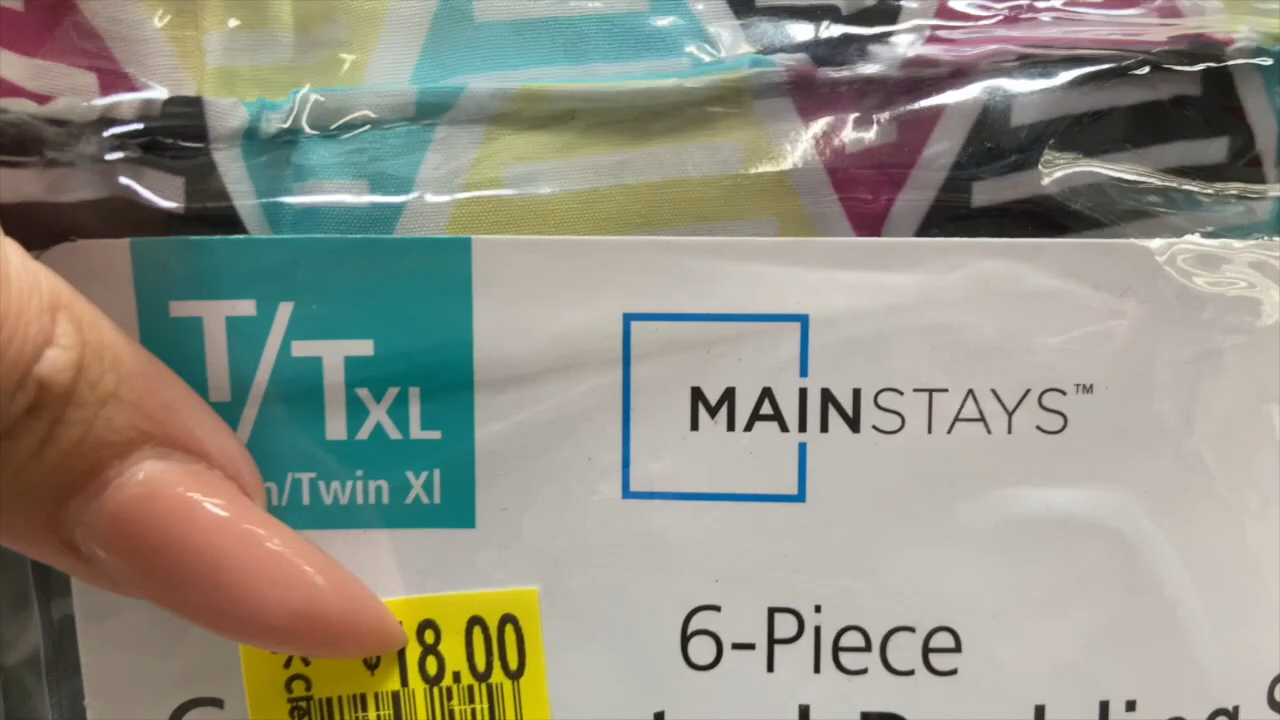 T/TXL
/Twin Xl
MAINSTAYS™
$18.00
6-Piece